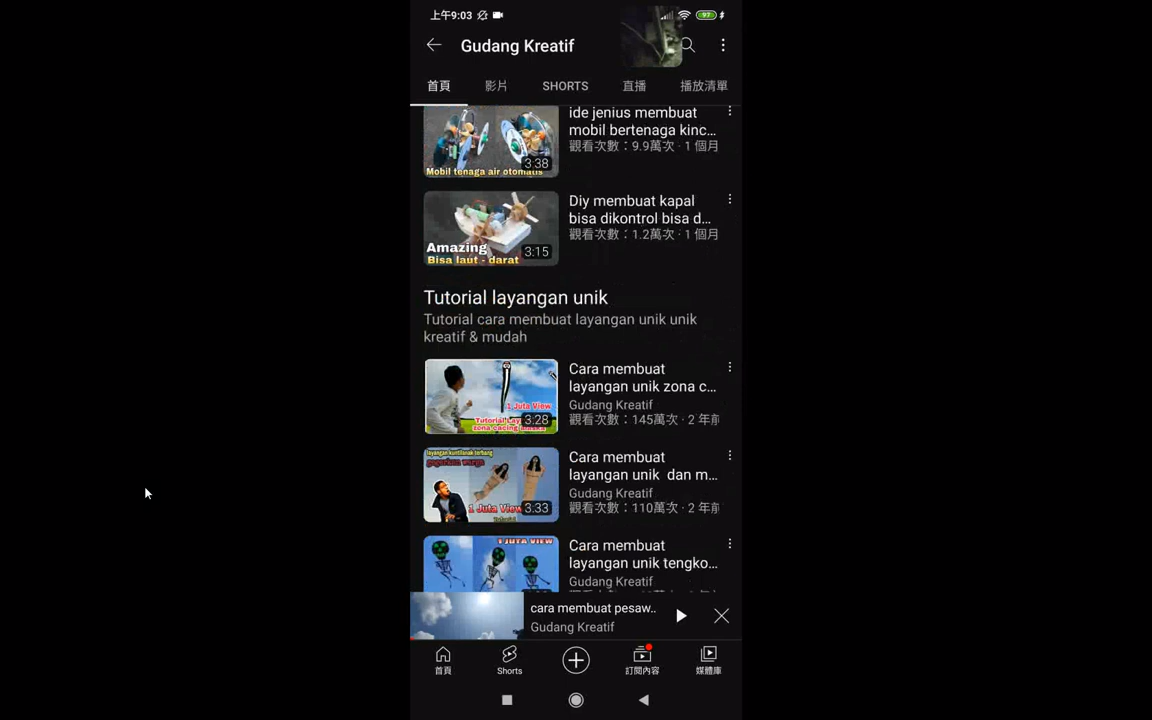 上午9:03
97
Gudang Kreatif
首頁
影片
SHORTS
直播
播放清單
ide jenius membuat
mobil bertenaga kinc...
觀看次數：9.9萬次 · 1 個月
3:38
Mobil tenaga air otomatis
Diy membuat kapal
bisa dikontrol bisa d...
觀看次數：1.2萬次 · 1 個月
Amazing
3:15
Bisa laut - darat
Tutorial layangan unik
Tutorial cara membuat layangan unik unik
kreatif & mudah
Cara membuat
layangan unik zona c...
Gudang Kreatif
觀看次數：145萬次 · 2 年前
1 Juta View
3:28
layangan kuntilanak terbang
Cara membuat
layangan unik dan m...
Gudang Kreatif
觀看次數：110萬次 · 2 年前
1 Juta View
3:33
Tutorial
1 JUTA VIEW
Cara membuat
layangan unik tengko...
Gudang Kreatif
cara membuat pesaw..
Gudang Kreatif
首頁
Shorts
訂閱內容
媒體庫